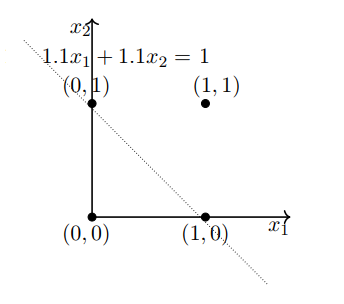 x₂
1.1x₁ + 1.1x₂ = 1
(0, 1) (1, 1)
(0, 0) (1, 0) x₁